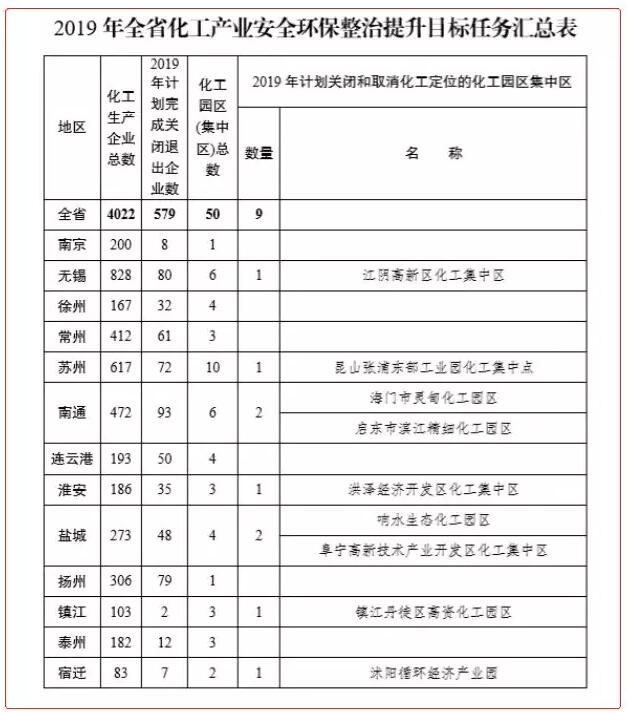 2019 年全省化工产业安全环保整治提升目标任务汇总表
地区 化工生产企业总数 2019年计划完成关闭退出企业数 化工园区(集中区)总数 2019 年计划关闭和取消化工定位的化工园区集中区
数量 名 称
全省 4022 579 50 9
南京 200 8 1
无锡 828 80 6 1 江阴高新区化工集中区
徐州 167 32 4
常州 412 61 3
苏州 617 72 10 1 昆山张浦东部工业园化工集中点
南通 472 93 6 2 海门市灵甸化工园区
启东市滨江精细化工园区
连云港 193 50 4
淮安 186 35 3 1 洪泽经济开发区化工集中区
盐城 273 48 4 2 响水生态化工园区
阜宁高新技术产业开发区化工集中区
扬州 306 79 1
镇江 103 2 3 1 镇江丹徒区高资化工园区
泰州 182 12 3
宿迁 83 7 2 1 沭阳循环经济产业园